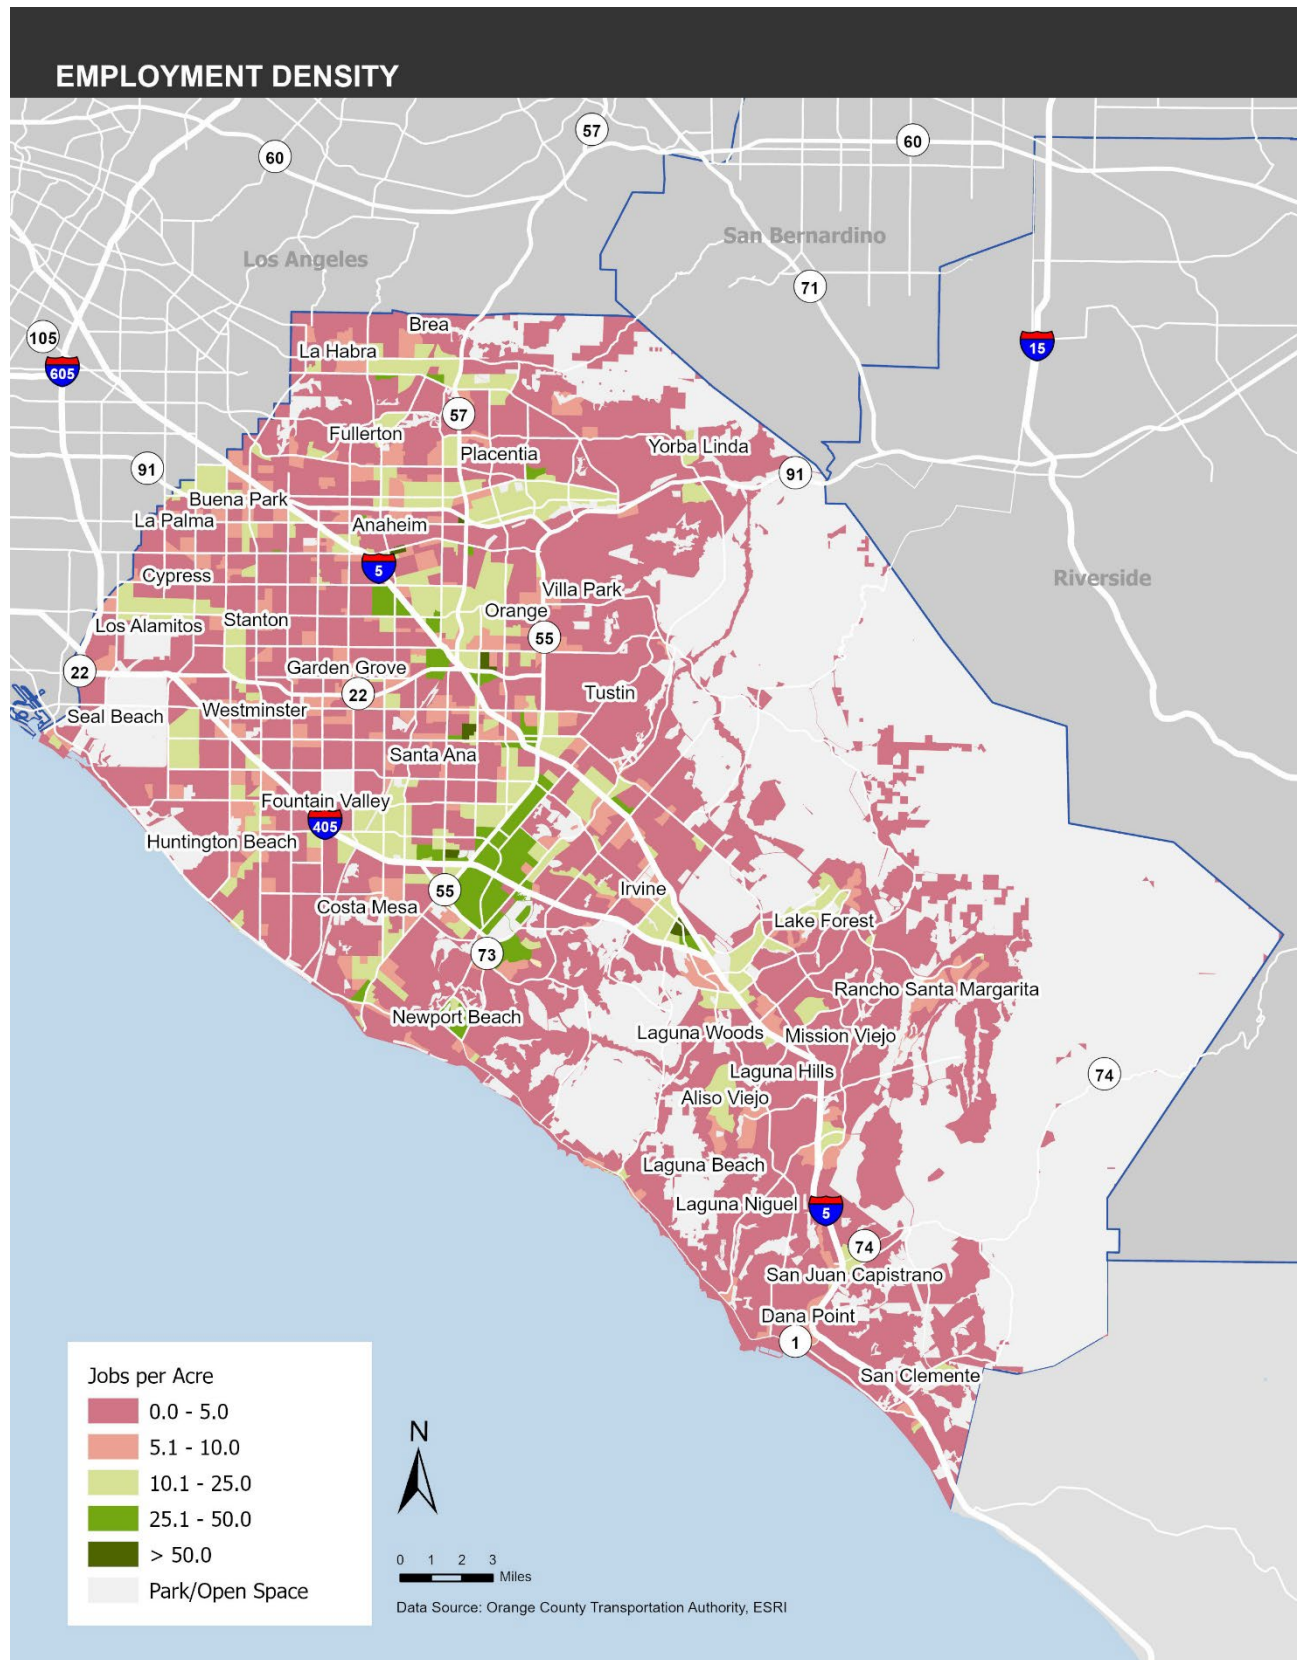 EMPLOYMENT DENSITY
57
60
60
San Bernardino
Los Angeles
71
Brea
105
La Habra
15
605
57
Fullerton
Yorba Linda
Placentia
91
91
Buena Park
La Palma
Anaheim
5
Cypress
Riverside
Villa Park
Orange
Los Alamitos
Stanton
55
Garden Grove
22
22
Tustin
Westminster
Seal Beach
Santa Ana
Fountain Valley
405
Huntington Beach
Irvine
55
Costa Mesa
Lake Forest
73
Rancho Santa Margarita
Newport Beach
Laguna Woods
Mission Viejo
Laguna Hills
74
Aliso Viejo
Laguna Beach
Laguna Niguel
5
74
San Juan Capistrano
Dana Point
1
San Clemente
Jobs per Acre
0.0 - 5.0
5.1 - 10.0
10.1 - 25.0
25.1 - 50.0
> 50.0
Park/Open Space
N
0 1 2 3
Miles
Data Source: Orange County Transportation Authority, ESRI